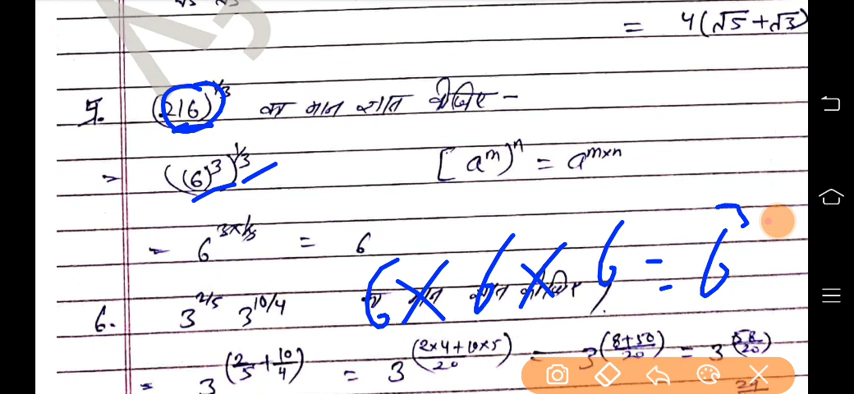 = 4(√5+√3)
5. (216)^1/3 का मान ज्ञात कीजिए -
= ((6)^3)^1/3 [a^m)^n = a^m×n
= 6^3×1/3 = 6
6 × 6 × 6 = 6^3
6. 3^2/5 3^10/4 का मान ज्ञात कीजिए
= 3^(2/5+10/4) = 3^(2×4+10×5/20) = 3^(8+50/20) = 3^(58/20)